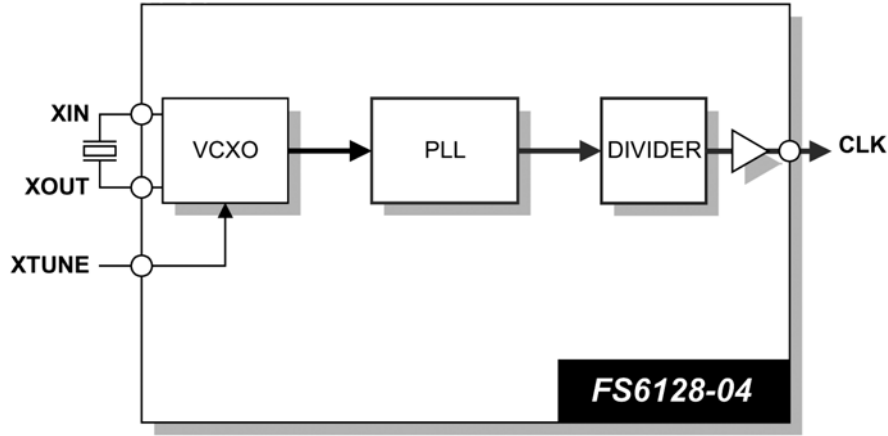 XIN
VCXO
PLL
DIVIDER
CLK
XOUT
XTUNE
FS6128-04